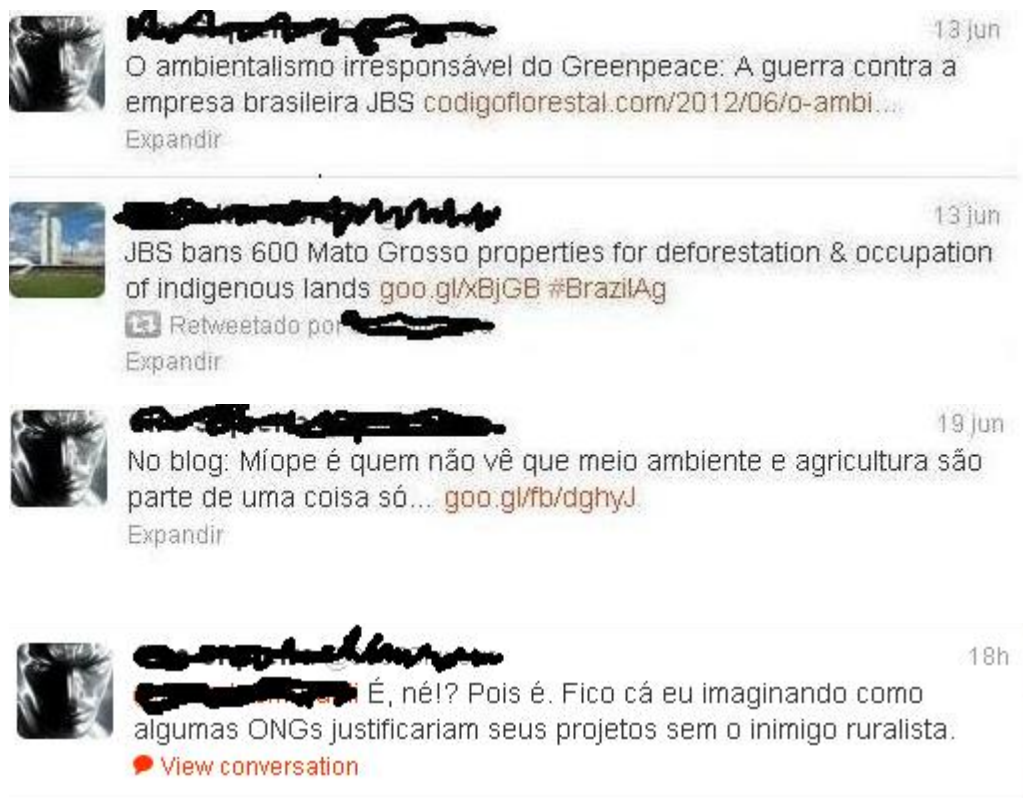 13 jun
O ambientalismo irresponsável do Greenpeace: A guerra contra a
empresa brasileira JBS codigoflorestal.com/2012/06/o-ambi...
Expandir
13 jun
JBS bans 600 Mato Grosso properties for deforestation & occupation
of indigenous lands goo.gl/xBjGB #BrazilAg
Retweetado por
Expandir
19 jun
No blog: Míope é quem não vê que meio ambiente e agricultura são
parte de uma coisa só... goo.gl/fb/dghyJ
Expandir
18h
É, né!? Pois é. Fico cá eu imaginando como
algumas ONGs justificariam seus projetos sem o inimigo ruralista.
View conversation